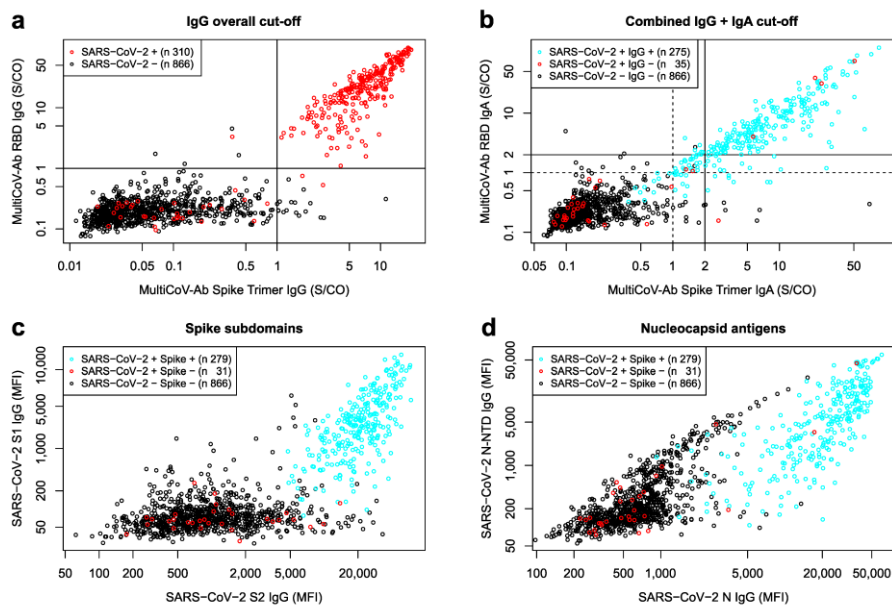 a
IgG overall cut-off
SARS-CoV-2 + (n 310)
SARS-CoV-2 − (n 866)
MultiCoV-Ab RBD IgG (S/CO)
50
10
5
1
0.5
0.1
0.01
0.05
0.1
0.5
1
5
10
MultiCoV-Ab Spike Trimer IgG (S/CO)
b
Combined IgG + IgA cut-off
SARS-CoV-2 + IgG + (n 275)
SARS-CoV-2 + IgG − (n 35)
SARS-CoV-2 − IgG − (n 866)
MultiCoV-Ab RBD IgA (S/CO)
50
10
2
1
0.5
0.1
0.05
0.1
0.5
1
2
5
10
50
MultiCoV-Ab Spike Trimer IgA (S/CO)
c
Spike subdomains
SARS-CoV-2 + Spike + (n 279)
SARS-CoV-2 + Spike − (n 31)
SARS-CoV-2 − Spike − (n 866)
SARS-CoV-2 S1 IgG (MFI)
10,000
5,000
1,000
200
50
50
100
200
500
2,000
5,000
20,000
SARS-CoV-2 S2 IgG (MFI)
d
Nucleocapsid antigens
SARS-CoV-2 + Spike + (n 279)
SARS-CoV-2 + Spike − (n 31)
SARS-CoV-2 − Spike − (n 866)
SARS-CoV-2 N-NTD IgG (MFI)
50,000
5,000
1,000
200
50
100
200
500
1,000
5,000
20,000
50,000
SARS-CoV-2 N IgG (MFI)